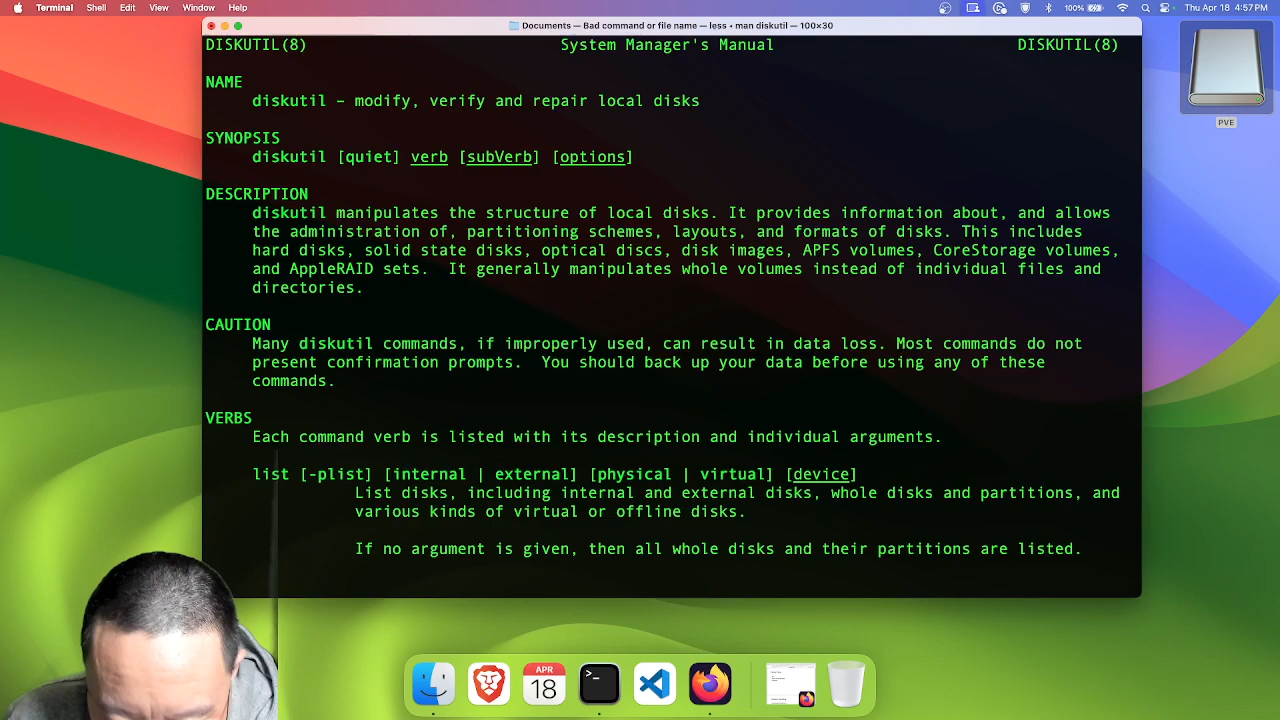 Terminal Shell Edit View Window Help 100% Thu Apr 18 4:57 PM
Documents — Bad command or file name — less ◂ man diskutil — 100×30
DISKUTIL(8) System Manager's Manual DISKUTIL(8)
NAME
diskutil – modify, verify and repair local disks
SYNOPSIS
diskutil [quiet] verb [subVerb] [options]
DESCRIPTION
diskutil manipulates the structure of local disks. It provides information about, and allows
the administration of, partitioning schemes, layouts, and formats of disks. This includes
hard disks, solid state disks, optical discs, disk images, APFS volumes, CoreStorage volumes,
and AppleRAID sets.  It generally manipulates whole volumes instead of individual files and
directories.
CAUTION
Many diskutil commands, if improperly used, can result in data loss. Most commands do not
present confirmation prompts.  You should back up your data before using any of these
commands.
VERBS
Each command verb is listed with its description and individual arguments.
list [-plist] [internal | external] [physical | virtual] [device]
List disks, including internal and external disks, whole disks and partitions, and
various kinds of virtual or offline disks.
If no argument is given, then all whole disks and their partitions are listed.
PVE
APR
18
>_